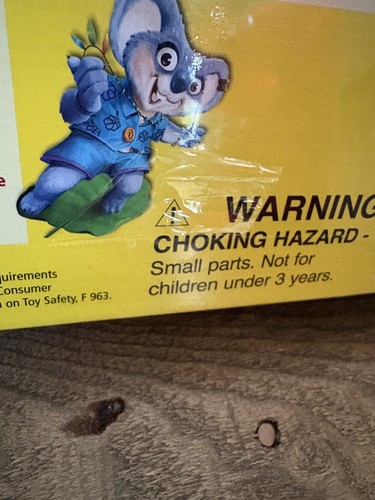 WARNING
CHOKING HAZARD -
Small parts. Not for
children under 3 years.
quirements
Consumer
on Toy Safety, F 963.